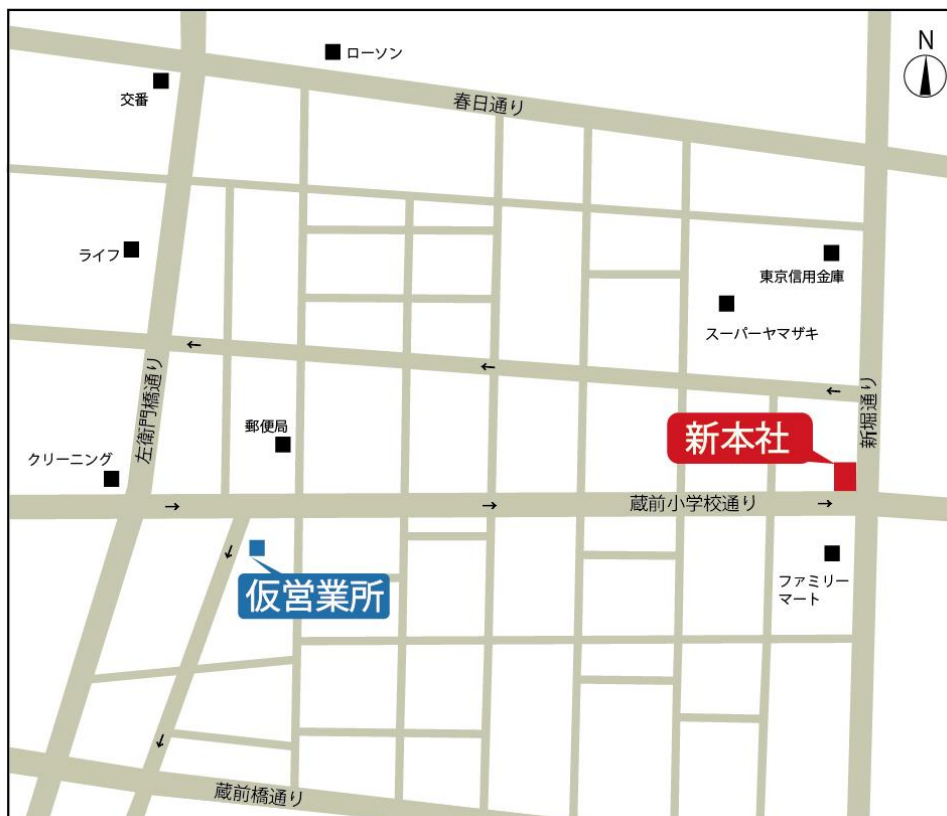 N
ローソン
交番
春日通り
ライフ
東京信用金庫
スーパーヤマザキ
左衛門橋通り
新堀通り
郵便局
新本社
クリーニング
蔵前小学校通り
仮営業所
ファミリー
マート
蔵前橋通り